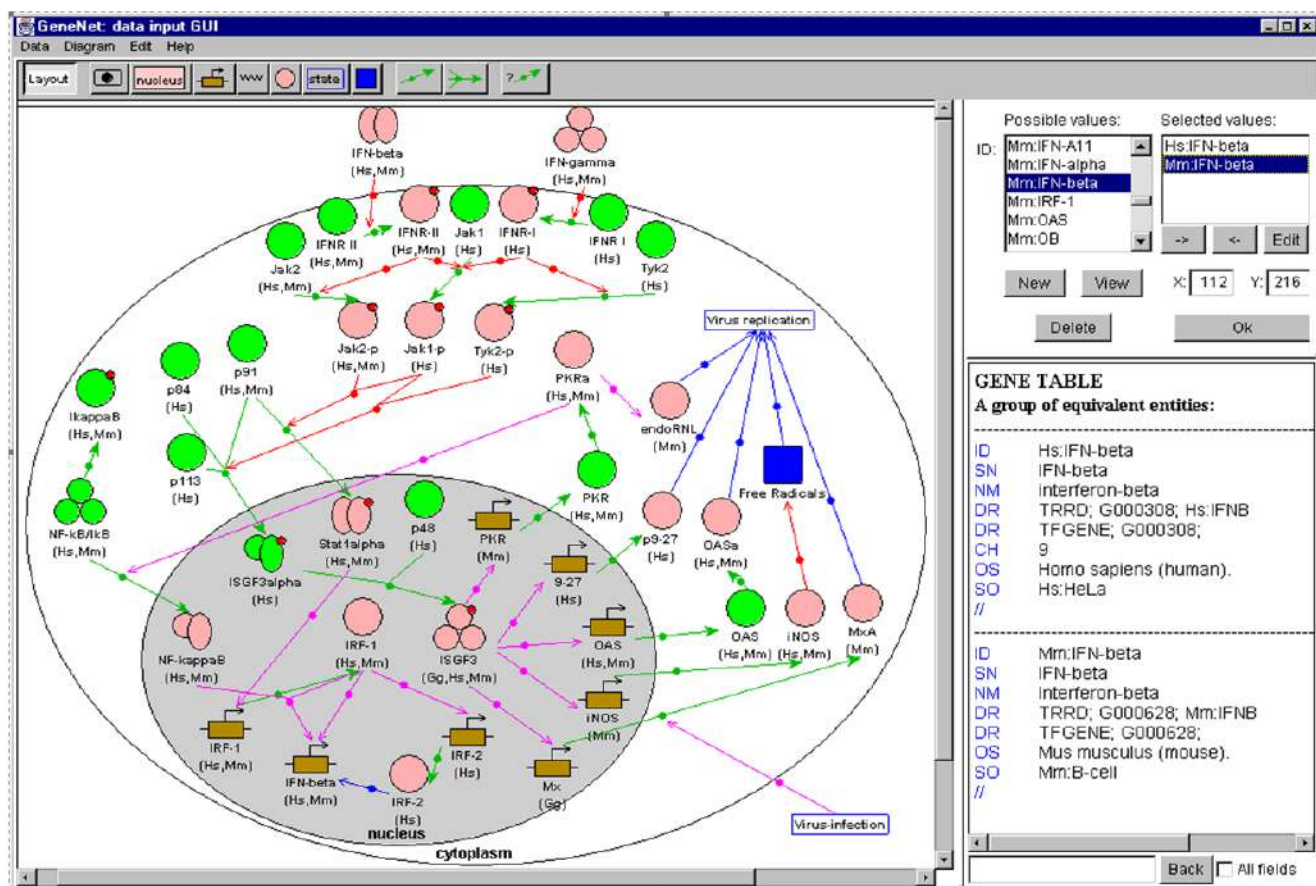 GeneNet: data input GUI
Data Diagram Edit Help
Layout nucleus state ?
IFN-beta
(Hs,Mm)
IFN-gamma
(Hs,Mm)
Jak2
(Hs,Mm)
IFNR II
(Hs,Mm)
IFNR-II
(Hs,Mm)
Jak1
(Hs)
IFNR-I
(Hs)
IFNR I
(Hs)
Tyk2
(Hs)
Jak2-p
(Hs,Mm)
Jak1-p
(Hs)
Tyk2-p
(Hs)
Virus replication
IkappaB
(Hs,Mm)
p84
(Hs)
p91
(Hs,Mm)
PKRa
(Hs,Mm)
endoRNL
(Mm)
p113
(Hs)
NF-kB/IkB
(Hs,Mm)
Stat1alpha
(Hs,Mm)
p48
(Hs)
PKR
(Mm)
PKR
(Hs,Mm)
p9-27
(Hs)
OASa
(Hs,Mm)
Free Radicals
ISGF3alpha
(Hs)
9-27
(Hs)
NF-kappaB
(Hs,Mm)
IRF-1
(Hs,Mm)
ISGF3
(Gg,Hs,Mm)
OAS
(Hs,Mm)
OAS
(Hs,Mm)
iNOS
(Hs,Mm)
MxA
(Mm)
IRF-1
(Hs,Mm)
IFN-beta
(Hs,Mm)
IRF-2
(Hs)
IRF-2
(Hs)
iNOS
(Mm)
Mx
(Gg)
Virus-infection
nucleus
cytoplasm
Possible values: Selected values:
ID:
Mm:IFN-A11
Mm:IFN-alpha
Mm:IFN-beta
Mm:IRF-1
Mm:OAS
Mm:OB
Hs:IFN-beta
Mm:IFN-beta
-> <- Edit
New View X: 112 Y: 216
Delete Ok
GENE TABLE
A group of equivalent entities:
ID Hs:IFN-beta
SN IFN-beta
NM Interferon-beta
DR TRRD; G000308; Hs:IFNB
DR TFGENE; G000308;
CH 9
OS Homo sapiens (human).
SO Hs:HeLa
//
ID Mm:IFN-beta
SN IFN-beta
NM Interferon-beta
DR TRRD; G000628; Mm:IFNB
DR TFGENE; G000628;
OS Mus musculus (mouse).
SO Mm:B-cell
//
Back All fields